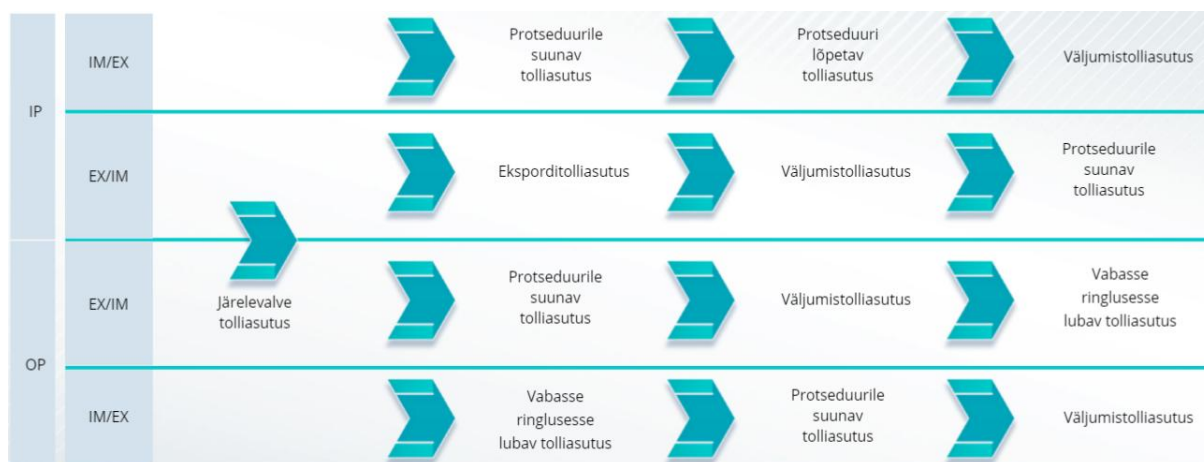 IP
IM/EX
Protseduurile
suunav
tolliasutus
Protseduuri
lõpetav
tolliasutus
Väljumistolliasutus
EX/IM
Eksporditolliasutus
Väljumistolliasutus
Protseduurile
suunav
tolliasutus
Järelevalve
tolliasutus
OP
EX/IM
Protseduurile
suunav
tolliasutus
Väljumistolliasutus
Vabasse
ringlusesse
lubav tolliasutus
IM/EX
Vabasse
ringlusesse
lubav tolliasutus
Protseduurile
suunav
tolliasutus
Väljumistolliasutus